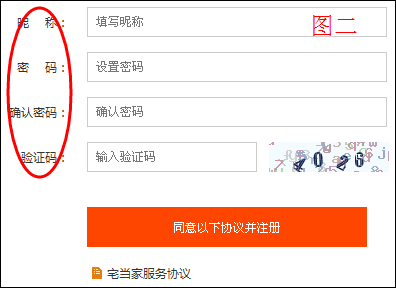 图二
昵 称： 填写昵称
密 码： 设置密码
确认密码： 确认密码
验证码： 输入验证码
同意以下协议并注册
宅当家服务协议